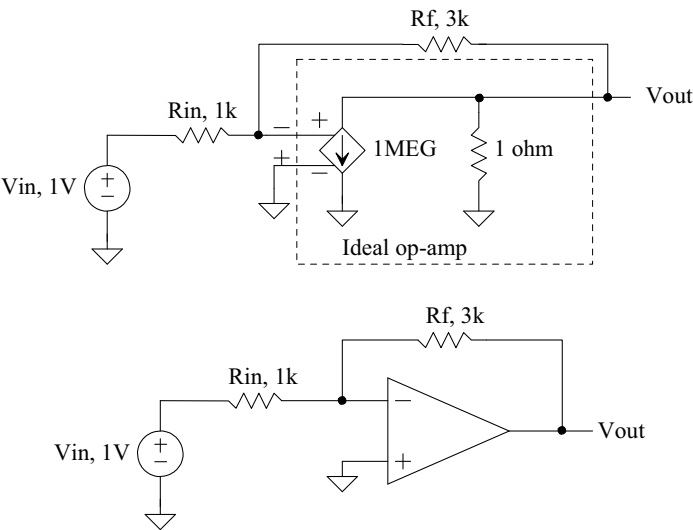 Rf, 3k
Vout
Rin, 1k
− +
1MEG
1 ohm
+
−
Vin, 1V
+
−
Ideal op-amp
Rf, 3k
Rin, 1k
−
Vout
Vin, 1V
+
−
+